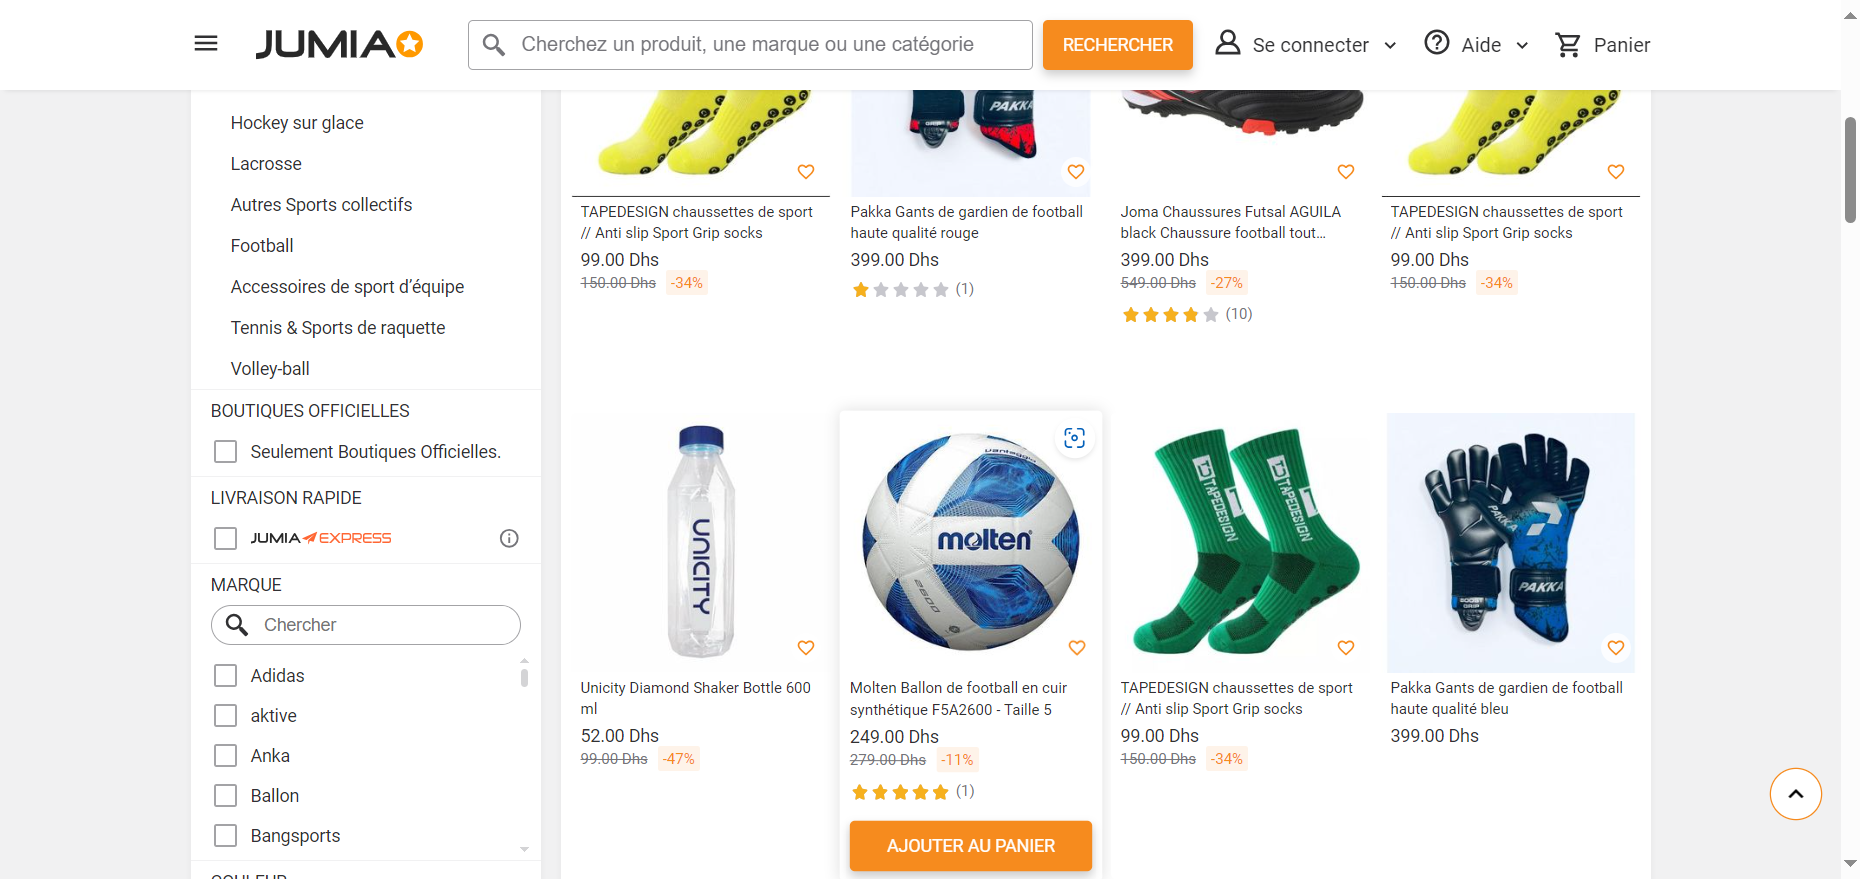 JUMIA
Cherchez un produit, une marque ou une catégorie
RECHERCHER
Se connecter
Aide
Panier
Hockey sur glace
Lacrosse
Autres Sports collectifs
Football
Accessoires de sport d’équipe
Tennis & Sports de raquette
Volley-ball
BOUTIQUES OFFICIELLES
Seulement Boutiques Officielles.
LIVRAISON RAPIDE
JUMIA EXPRESS
MARQUE
Chercher
Adidas
aktive
Anka
Ballon
Bangsports
COULEUR
TAPEDESIGN chaussettes de sport
// Anti slip Sport Grip socks
99.00 Dhs
150.00 Dhs -34%
PAKKA
Pakka Gants de gardien de football
haute qualité rouge
399.00 Dhs
(1)
Joma Chaussures Futsal AGUILA
black Chaussure football tout…
399.00 Dhs
549.00 Dhs -27%
(10)
TAPEDESIGN chaussettes de sport
// Anti slip Sport Grip socks
99.00 Dhs
150.00 Dhs -34%
UNICITY
Unicity Diamond Shaker Bottle 600
ml
52.00 Dhs
99.00 Dhs -47%
vantaggio
molten
2600
Molten Ballon de football en cuir
synthétique F5A2600 - Taille 5
249.00 Dhs
279.00 Dhs -11%
(1)
AJOUTER AU PANIER
TAPEDESIGN
TAPEDESIGN
TAPEDESIGN chaussettes de sport
// Anti slip Sport Grip socks
99.00 Dhs
150.00 Dhs -34%
PAKKA
PAKKA
BOOST
GRIP
Pakka Gants de gardien de football
haute qualité bleu
399.00 Dhs